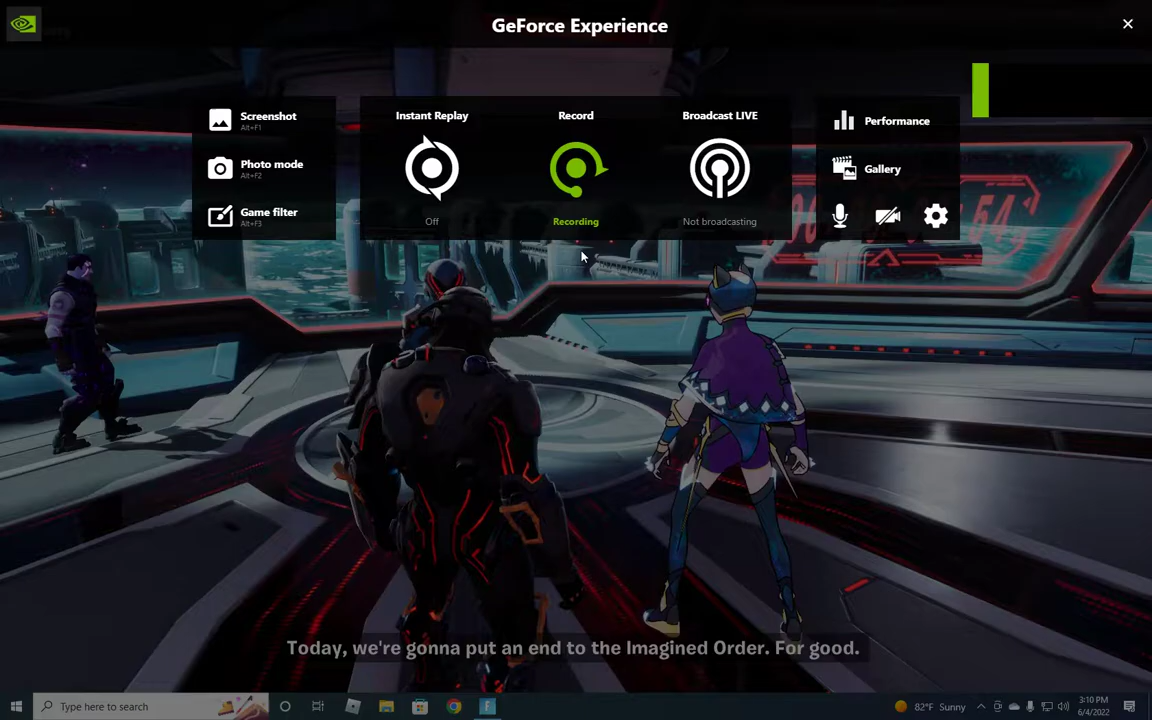 GeForce Experience
Screenshot
Alt+F1
Photo mode
Alt+F2
Game filter
Alt+F3
Instant Replay
Off
Record
Recording
Broadcast LIVE
Not broadcasting
Performance
Gallery
54
Today, we're gonna put an end to the Imagined Order. For good.
Type here to search
82°F Sunny
3:10 PM
6/4/2022